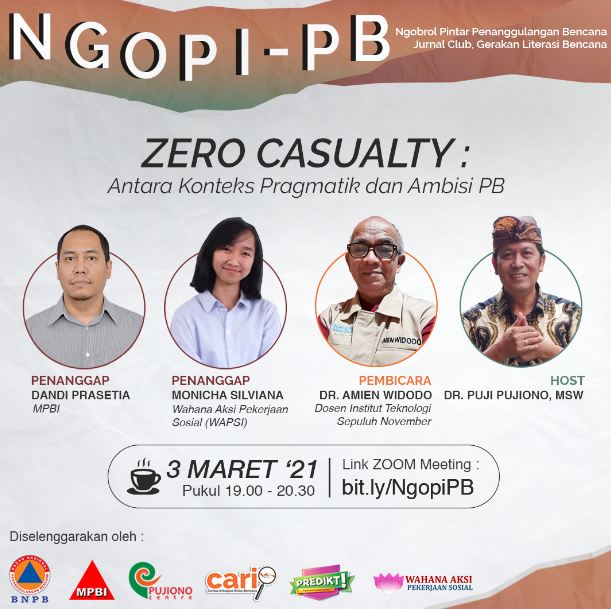 NGOPI-PB
Ngobrol Pintar Penanggulangan Bencana
Jurnal Club, Gerakan Literasi Bencana
ZERO CASUALTY :
Antara Konteks Pragmatik dan Ambisi PB
MEN WIDODO
PENANGGAP
DANDI PRASETIA
MPBI
PENANGGAP
MONICHA SILVIANA
Wahana Aksi Pekerjaan
Sosial (WAPSI)
PEMBICARA
DR. AMIEN WIDODO
Dosen Institut Teknologi
Sepuluh November
HOST
DR. PUJI PUJIONO, MSW
3 MARET ‘21
Pukul 19.00 - 20.30
Link ZOOM Meeting :
bit.ly/NgopiPB
Diselenggarakan oleh :
BNPB
MPBI
PUJIONO
centre
cari
PREDIKT!
WAHANA AKSI
PEKERJAAN SOSIAL